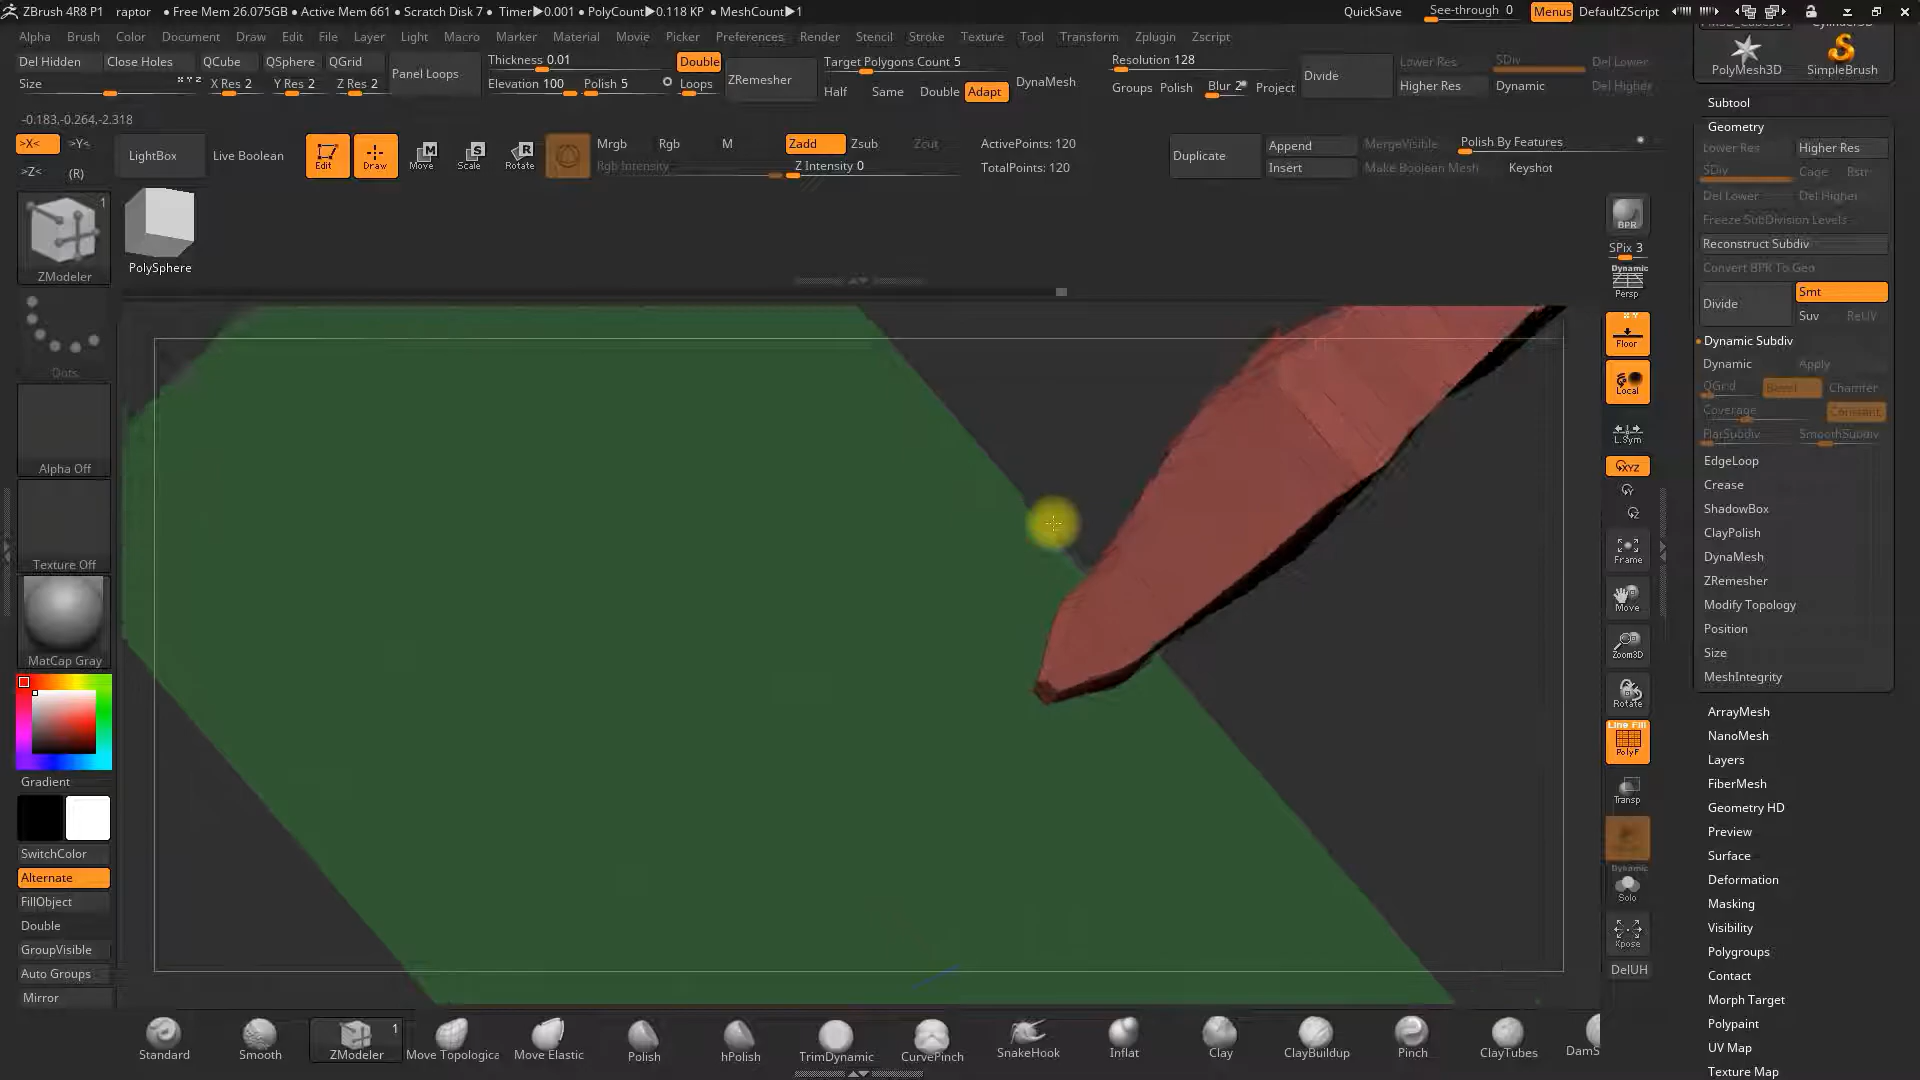 ZBrush 4R8 P1 raptor • Free Mem 26.075GB • Active Mem 661 • Scratch Disk 7 • Timer▶0.001 • PolyCount▶0.118 KP • MeshCount▶1
QuickSave See-through 0 Menus DefaultZScript
Alpha Brush Color Document Draw Edit File Layer Light Macro Marker Material Movie Picker Preferences Render Stencil Stroke Texture Tool Transform Zplugin Zscript
Del Hidden Close Holes QCube QSphere QGrid
Size X Y Z X Res 2 Y Res 2 Z Res 2
Panel Loops
Thickness 0.01 Double
Elevation 100 Polish 5 Loops
ZRemesher
Target Polygons Count 5
Half Same Double Adapt
DynaMesh
Resolution 128
Groups Polish Blur 2 Project
Divide
Lower Res SDiv Del Lower
Higher Res Dynamic Del Higher
PolyMesh3D SimpleBrush
-0.183,-0.264,-2.318
>X< >Y<
>Z< (R)
LightBox Live Boolean
Edit Draw Move Scale Rotate
Mrgb Rgb M
Rgb Intensity
Zadd Zsub Zcut
Z Intensity 0
ActivePoints: 120
TotalPoints: 120
Duplicate
Append MergeVisible Polish By Features
Insert Make Boolean Mesh Keyshot
1
ZModeler
PolySphere
Dots
Alpha Off
Texture Off
MatCap Gray
Gradient
SwitchColor
Alternate
FillObject
Double
GroupVisible
Auto Groups
Mirror
BPR
SPix 3
Dynamic
Persp
Floor
Local
L.Sym
XYZ
Y
Z
Frame
Move
Zoom3D
Rotate
Line Fill
PolyF
Transp
Dynamic
Solo
Xpose
DelUH
Subtool
Geometry
Lower Res Higher Res
SDiv Cage Rstr
Del Lower Del Higher
Freeze SubDivision Levels
Reconstruct Subdiv
Convert BPR To Geo
Divide Smt
Suv ReUV
Dynamic Subdiv
Dynamic Apply
QGrid Bevel Chamfer
Coverage Constant
FlatSubdiv SmoothSubdiv
EdgeLoop
Crease
ShadowBox
ClayPolish
DynaMesh
ZRemesher
Modify Topology
Position
Size
MeshIntegrity
ArrayMesh
NanoMesh
Layers
FiberMesh
Geometry HD
Preview
Surface
Deformation
Masking
Visibility
Polygroups
Contact
Morph Target
Polypaint
UV Map
Texture Map
1
Standard Smooth ZModeler Move Topologica Move Elastic Polish hPolish TrimDynamic CurvePinch SnakeHook Inflat Clay ClayBuildup Pinch ClayTubes DamS